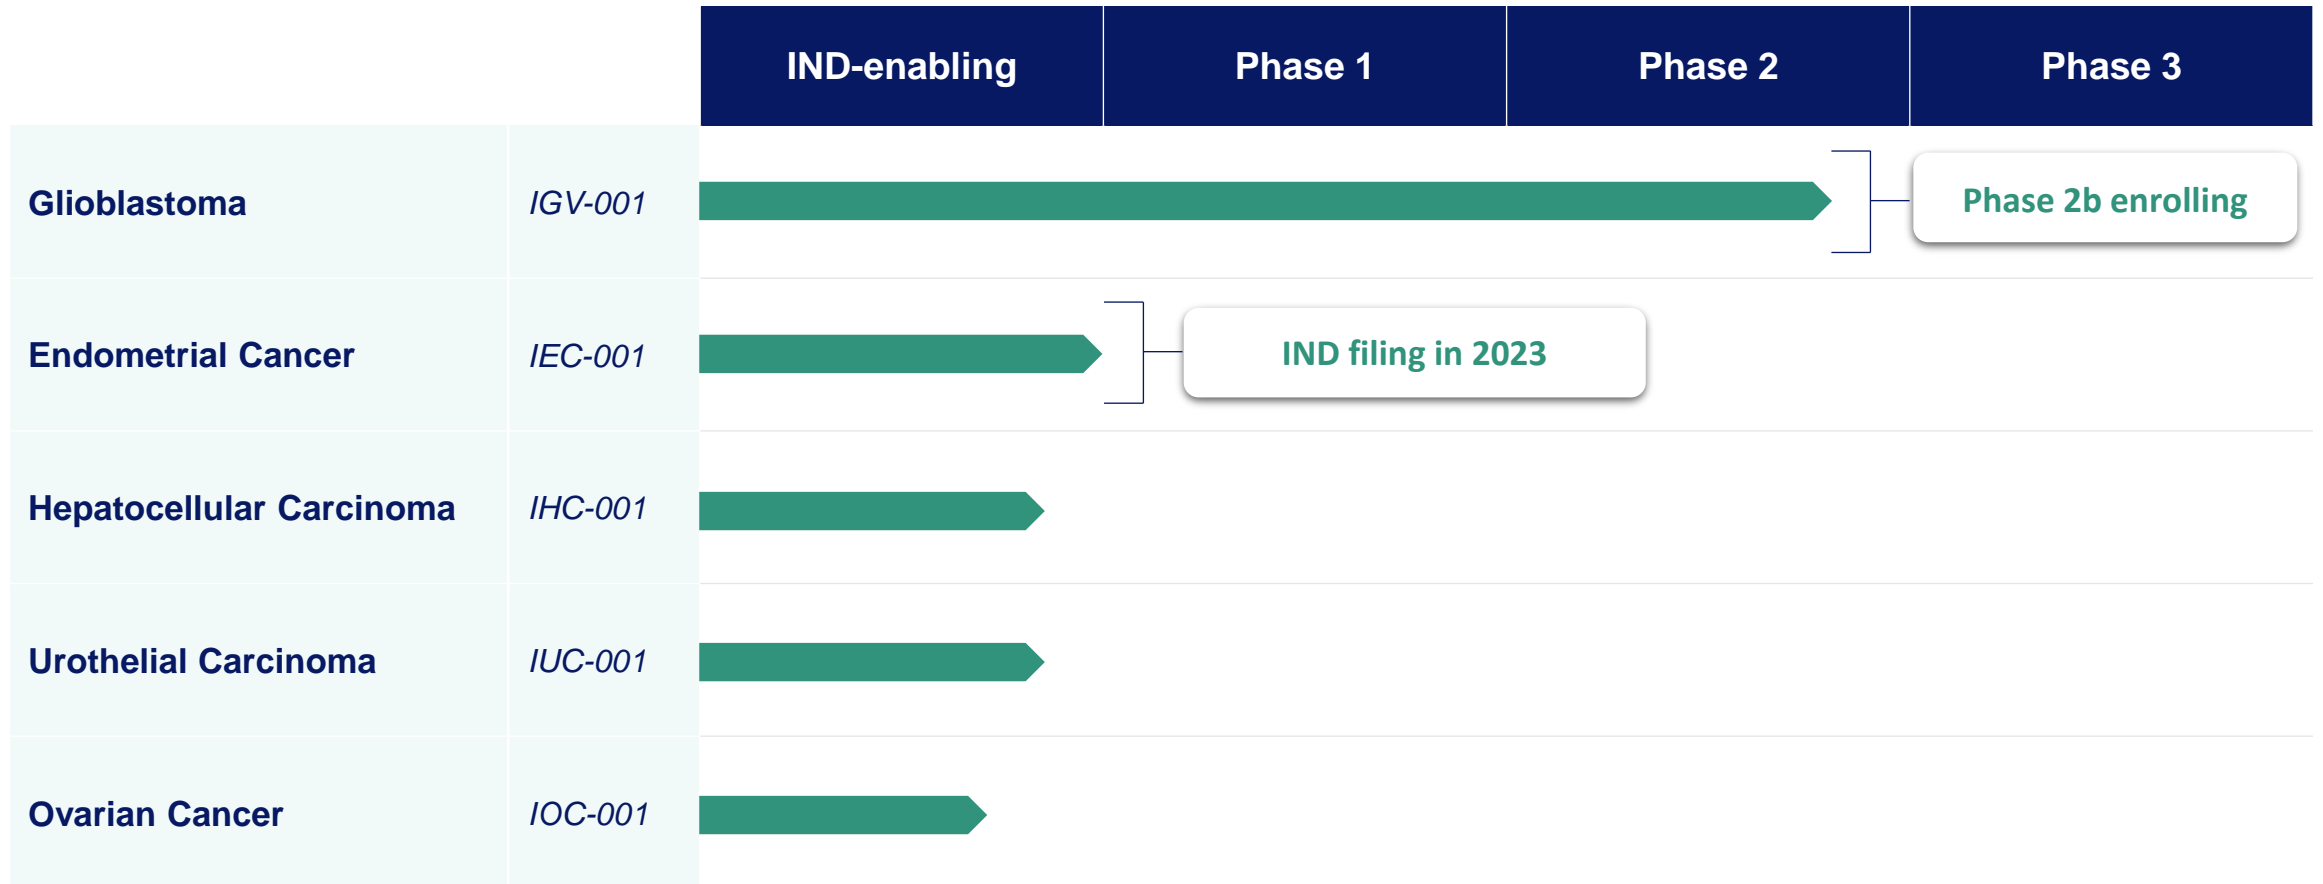 IND-enabling
Phase 1
Phase 2
Phase 3
Glioblastoma
IGV-001
Phase 2b enrolling
Endometrial Cancer
IEC-001
IND filing in 2023
Hepatocellular Carcinoma
IHC-001
Urothelial Carcinoma
IUC-001
Ovarian Cancer
IOC-001